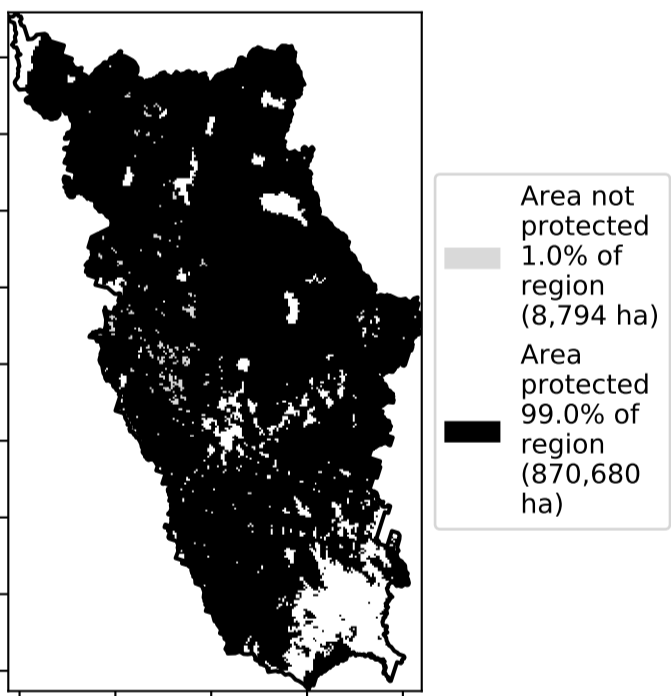 Area not
protected
1.0% of
region
(8,794 ha)
Area
protected
99.0% of
region
(870,680
ha)